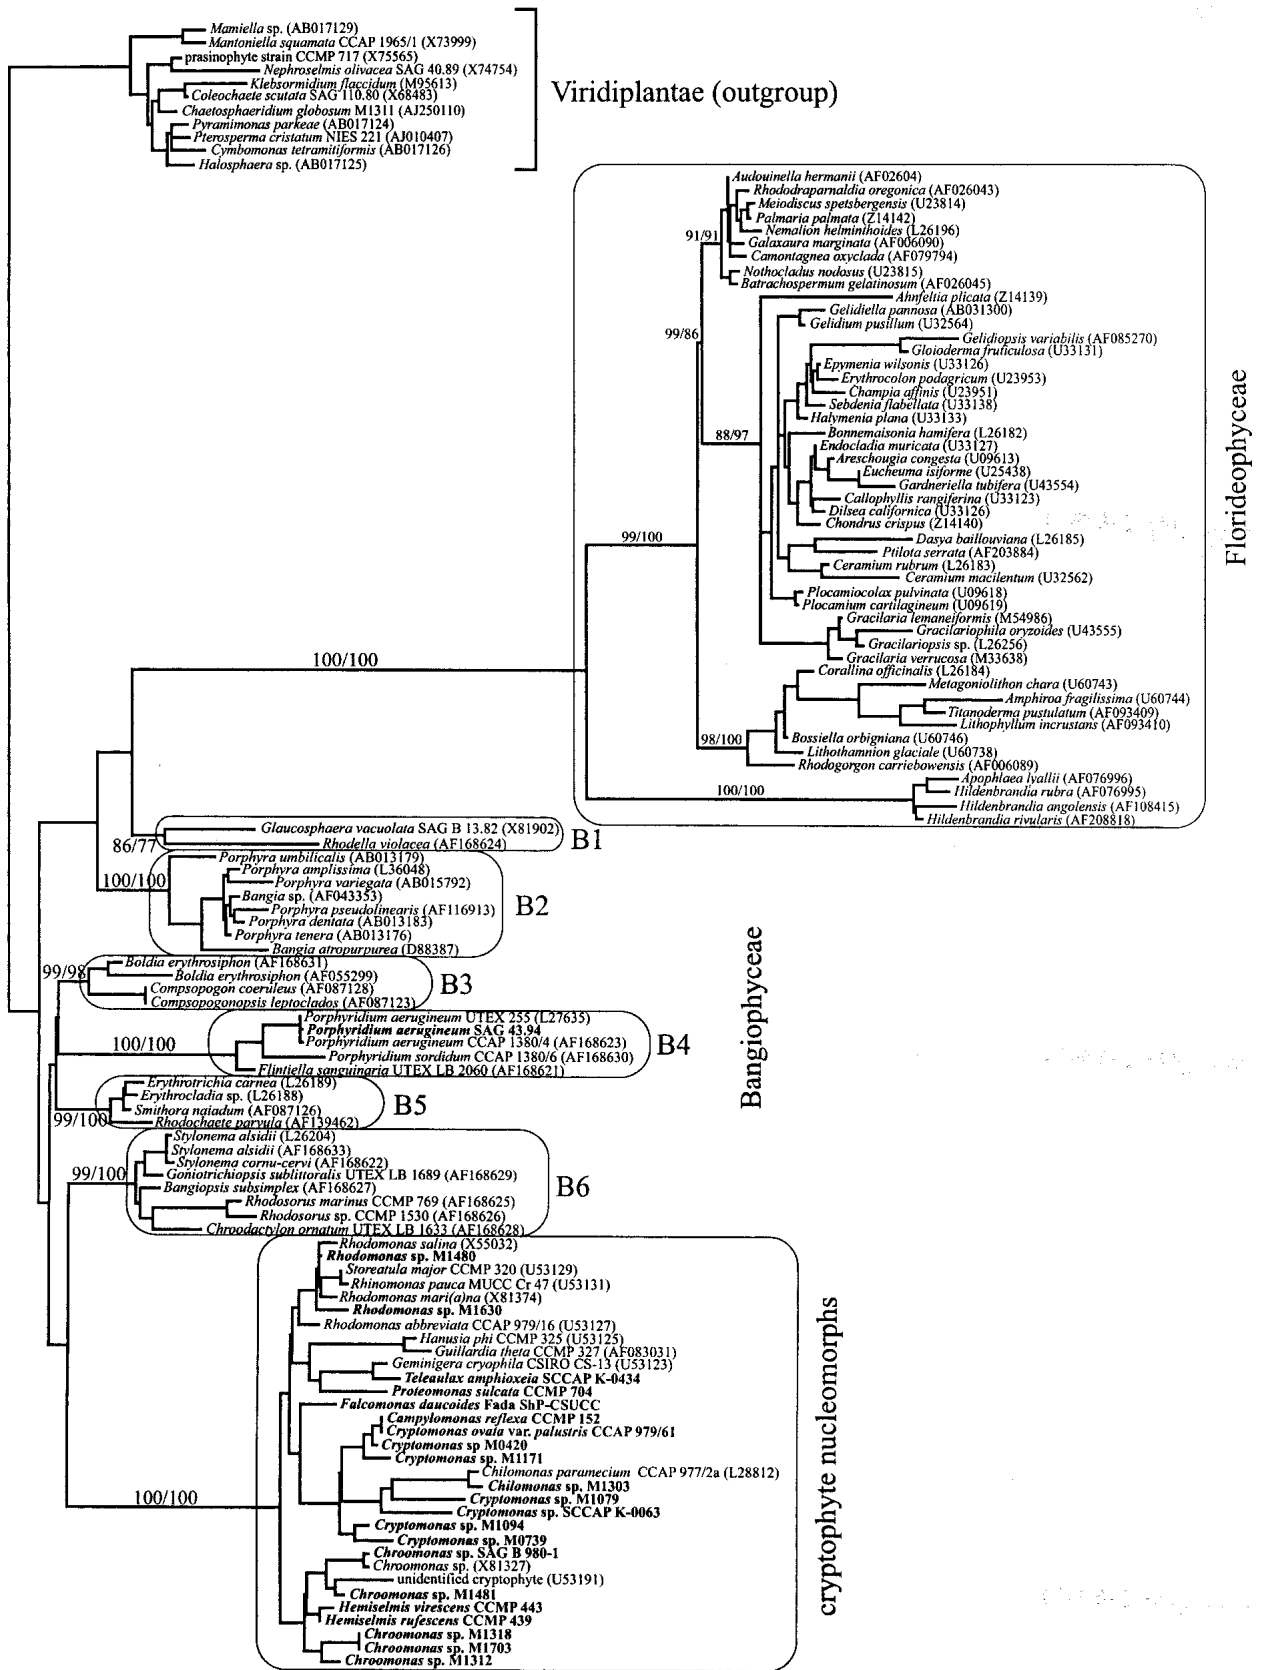 Mamiella sp. (AB017129)
Mantoniella squamata CCAP 1965/1 (X73999)
prasinophyte strain CCMP 717 (X75565)
Nephroselmis olivacea SAG 40.89 (X74754)
Klebsormidium flaccidum (M95613)
Coleochaete scutata SAG 110.80 (X68483)
Chaetosphaeridium globosum M1311 (AJ250110)
Pyramimonas parkeae (AB017124)
Pterosperma cristatum NIES 221 (AJ010407)
Cymbomonas tetramitiformis (AB017126)
Halosphaera sp. (AB017125)
Viridiplantae (outgroup)
Audouinella hermanii (AF02604)
Rhododraparnaldia oregonica (AF026043)
Meiodiscus spetsbergensis (U23814)
Palmaria palmata (Z14142)
Nemalion helminthoides (L26196)
91/91
Galaxaura marginata (AF006090)
Camontagnea oxyclada (AF079794)
Nothocladus nodosus (U23815)
Batrachospermum gelatinosum (AF026045)
Ahnfeltia plicata (Z14139)
Gelidiella pannosa (AB031300)
Gelidium pusillum (U32564)
99/86
Gelidiopsis variabilis (AF085270)
Gloioderma fruticulosa (U33131)
Epymenia wilsonis (U33126)
Erythrocolon podagricum (U23953)
Champia affinis (U23951)
Sebdenia flabellata (U33138)
Halymenia plana (U33133)
88/97
Bonnemaisonia hamifera (L26182)
Endocladia muricata (U33127)
Areschougia congesta (U09613)
Eucheuma isiforme (U25438)
Gardneriella tubifera (U43554)
Callophyllis rangiferina (U33123)
Dilsea californica (U33126)
Chondrus crispus (Z14140)
99/100
Dasya baillouviana (L26185)
Ptilota serrata (AF203884)
Ceramium rubrum (L26183)
Ceramium macilentum (U32562)
Plocamiocolax pulvinata (U09618)
Plocamium cartilagineum (U09619)
Gracilaria lemaneiformis (M54986)
Gracilariophila oryzoides (U43555)
Gracilariopsis sp. (L26256)
Gracilaria verrucosa (M33638)
100/100
Corallina officinalis (L26184)
Metagoniolithon chara (U60743)
Amphiroa fragilissima (U60744)
Titanoderma pustulatum (AF093409)
Lithophyllum incrustans (AF093410)
98/100
Bossiella orbigniana (U60746)
Lithothamnion glaciale (U60738)
Rhodogorgon carriebowensis (AF006089)
100/100
Apophlaea lyallii (AF076996)
Hildenbrandia rubra (AF076995)
Hildenbrandia angolensis (AF108415)
Hildenbrandia rivularis (AF208818)
Florideophyceae
Glaucosphaera vacuolata SAG B 13.82 (X81902)
Rhodella violacea (AF168624)
86/77
B1
Porphyra umbilicalis (AB013179)
Porphyra amplissima (L36048)
Porphyra variegata (AB015792)
100/100
Bangia sp. (AF043353)
Porphyra pseudolinearis (AF116913)
Porphyra dentata (AB013183)
Porphyra tenera (AB013176)
Bangia atropurpurea (D88387)
B2
Boldia erythrosiphon (AF168631)
99/98
Boldia erythrosiphon (AF055299)
Compsopogon coeruleus (AF087128)
Compsopogonopsis leptoclados (AF087123)
B3
Porphyridium aerugineum UTEX 255 (L27635)
Porphyridium aerugineum SAG 43.94
100/100
Porphyridium aerugineum CCAP 1380/4 (AF168623)
Porphyridium sordidum CCAP 1380/6 (AF168630)
Flintiella sanguinaria UTEX LB 2060 (AF168621)
B4
Erythrotrichia carnea (L26189)
Erythrocladia sp. (L26188)
Smithora naiadum (AF087126)
99/100
Rhodochaete parvula (AF139462)
B5
Stylonema alsidii (L26204)
Stylonema alsidii (AF168633)
Stylonema cornu-cervi (AF168622)
99/100
Goniotrichiopsis sublittoralis UTEX LB 1689 (AF168629)
Bangiopsis subsimplex (AF168627)
Rhodosorus marinus CCMP 769 (AF168625)
Rhodosorus sp. CCMP 1530 (AF168626)
Chroodactylon ornatum UTEX LB 1633 (AF168628)
B6
Bangiophyceae
Rhodomonas salina (X55032)
Rhodomonas sp. M1480
Storeatula major CCMP 320 (U53129)
Rhinomonas pauca MUCC Cr 47 (U53131)
Rhodomonas mari(a)na (X81374)
Rhodomonas sp. M1630
Rhodomonas abbreviata CCAP 979/16 (U53127)
Hanusia phi CCMP 325 (U53125)
Guillardia theta CCMP 327 (AF083031)
Geminigera cryophila CSIRO CS-13 (U53123)
Teleaulax amphioxeia SCCAP K-0434
Proteomonas sulcata CCMP 704
Falcomonas daucoides Fada ShP-CSUCC
Campylomonas reflexa CCMP 152
Cryptomonas ovata var. palustris CCAP 979/61
Cryptomonas sp M0420
Cryptomonas sp. M1171
Chilomonas paramecium CCAP 977/2a (L28812)
Chilomonas sp. M1303
100/100
Cryptomonas sp. M1079
Cryptomonas sp. SCCAP K-0063
Cryptomonas sp. M1094
Cryptomonas sp. M0739
Chroomonas sp. SAG B 980-1
Chroomonas sp. (X81327)
unidentified cryptophyte (U53191)
Chroomonas sp. M1481
Hemiselmis virescens CCMP 443
Hemiselmis rufescens CCMP 439
Chroomonas sp. M1318
Chroomonas sp. M1703
Chroomonas sp. M1312
cryptophyte nucleomorphs